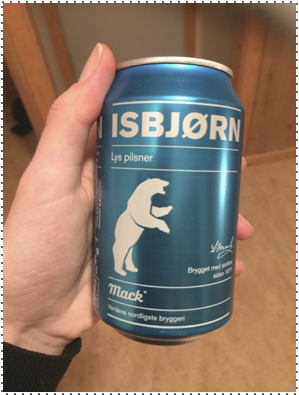 ISBJØRN
Lys pilsner
Brygget med stolthet
siden 1877
Mack®
Verdens nordligste bryggeri